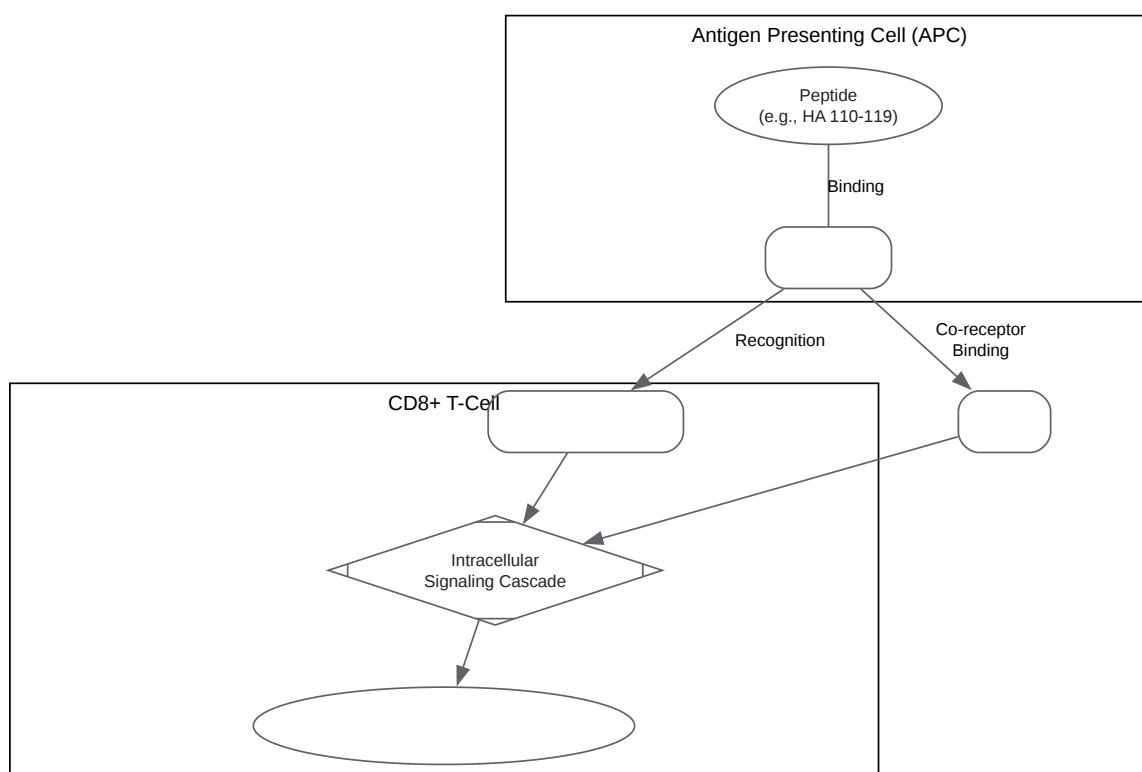 Antigen Presenting Cell (APC)
Peptide
(e.g., HA 110-119)
Binding
Recognition
Co-receptor
Binding
CD8+ T-Cell
Intracellular
Signaling Cascade